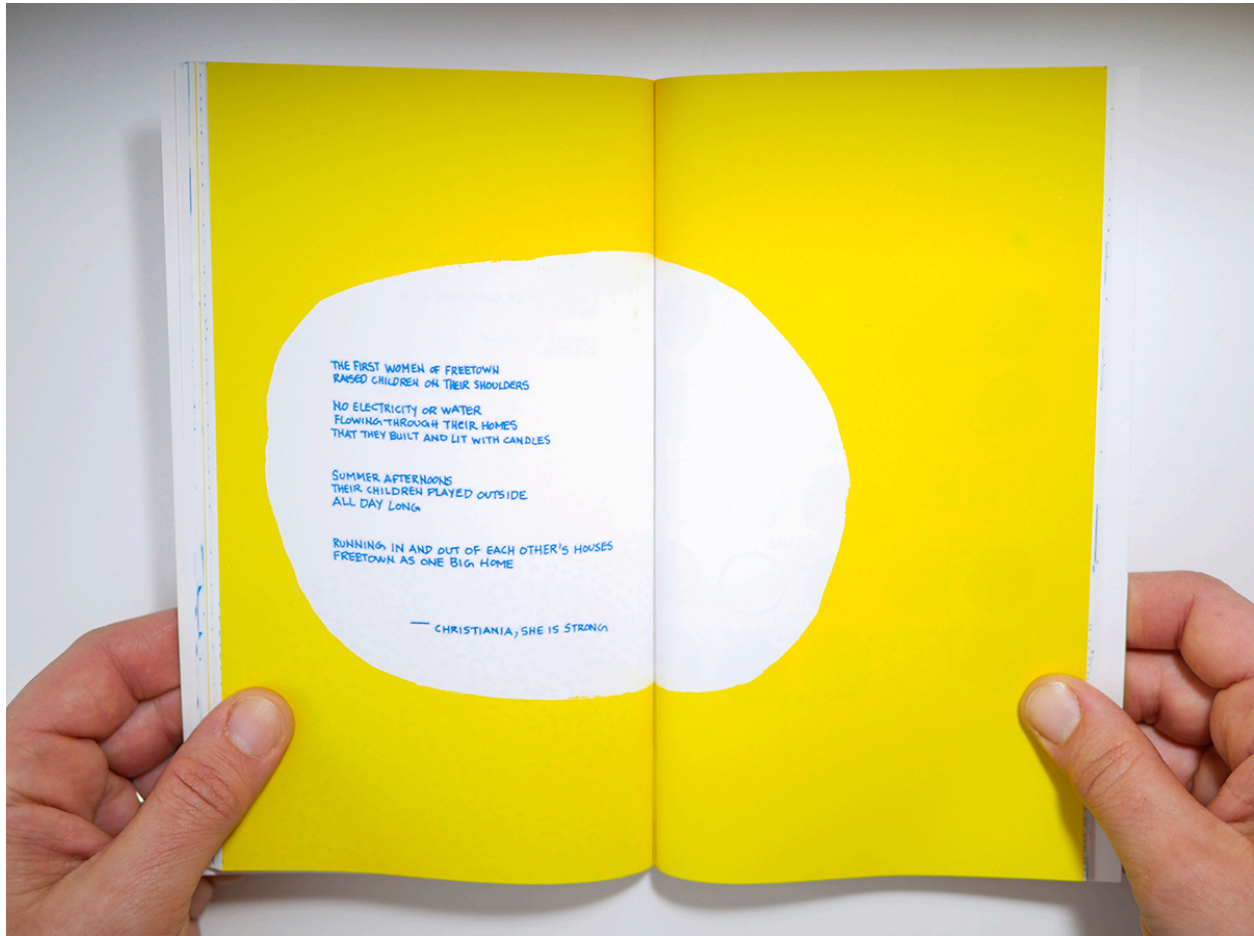 THE FIRST WOMEN OF FREETOWN
RAISED CHILDREN ON THEIR SHOULDERS
NO ELECTRICITY OR WATER
FLOWING THROUGH THEIR HOMES
THAT THEY BUILT AND LIT WITH CANDLES
SUMMER AFTERNOONS
THEIR CHILDREN PLAYED OUTSIDE
ALL DAY LONG
RUNNING IN AND OUT OF EACH OTHER'S HOUSES
FREETOWN AS ONE BIG HOME
— CHRISTIANIA, SHE IS STRONG